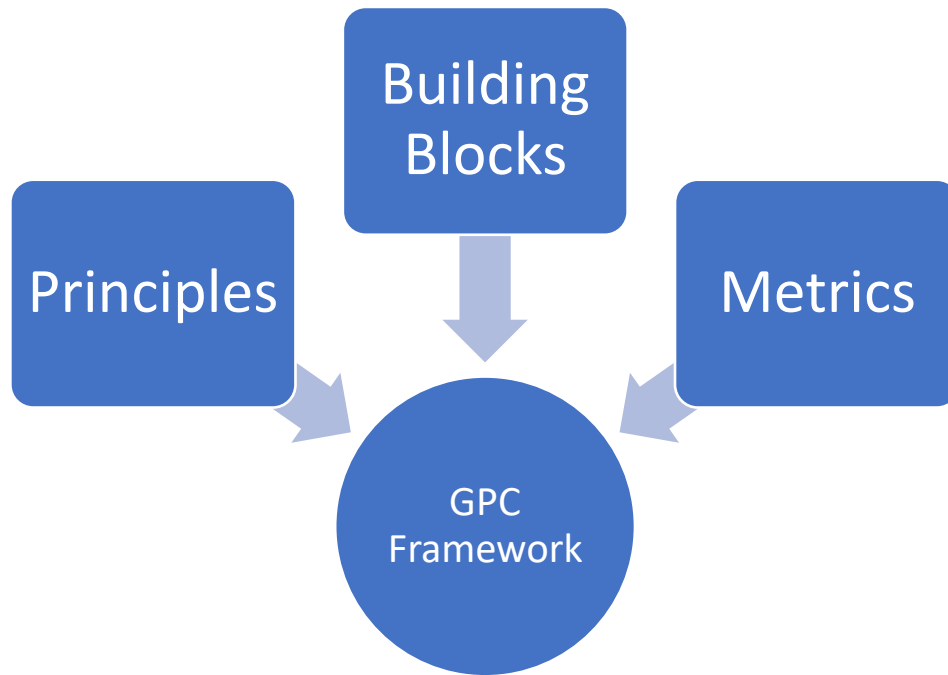 Building
Blocks
Principles
Metrics
GPC
Framework